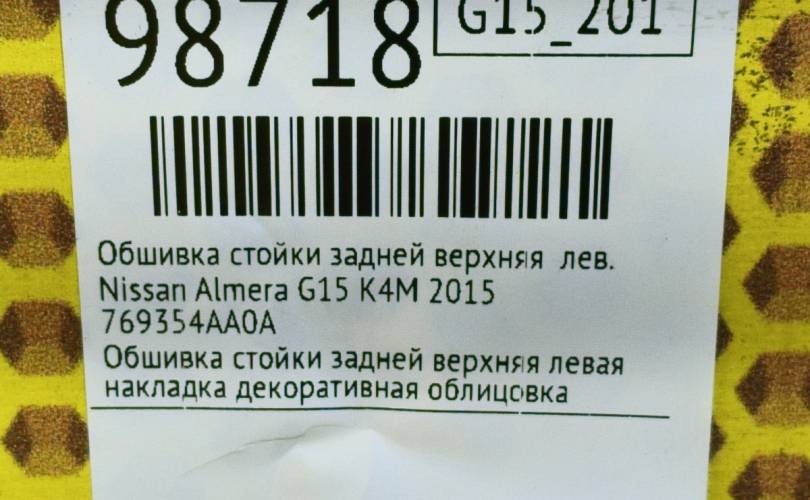 98718
G15_201
Обшивка стойки задней верхняя лев.
Nissan Almera G15 K4M 2015
769354AA0A
Обшивка стойки задней верхняя левая
накладка декоративная облицовка